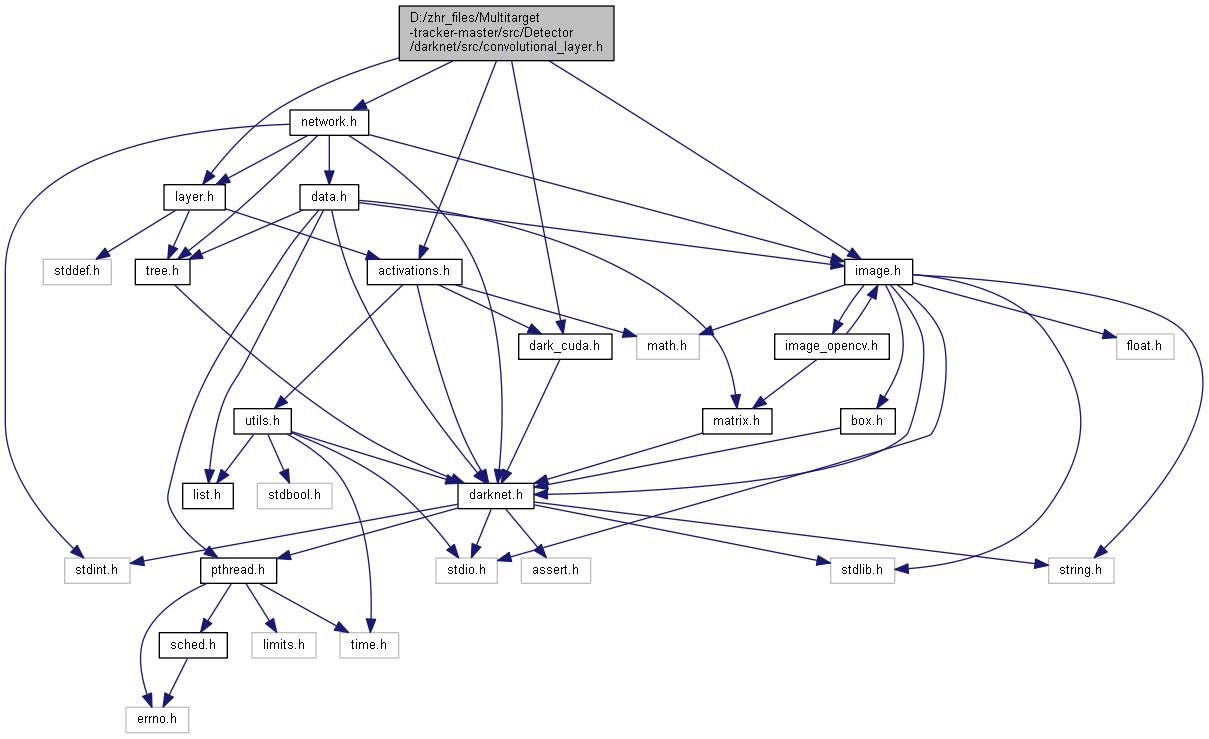 D:/zhr_files/Multitarget
-tracker-master/src/Detector
/darknet/src/convolutional_layer.h
network.h
layer.h
data.h
stddef.h
tree.h
activations.h
image.h
dark_cuda.h
math.h
image_opencv.h
float.h
utils.h
matrix.h
box.h
list.h
stdbool.h
darknet.h
stdint.h
pthread.h
stdio.h
assert.h
stdlib.h
string.h
sched.h
limits.h
time.h
errno.h